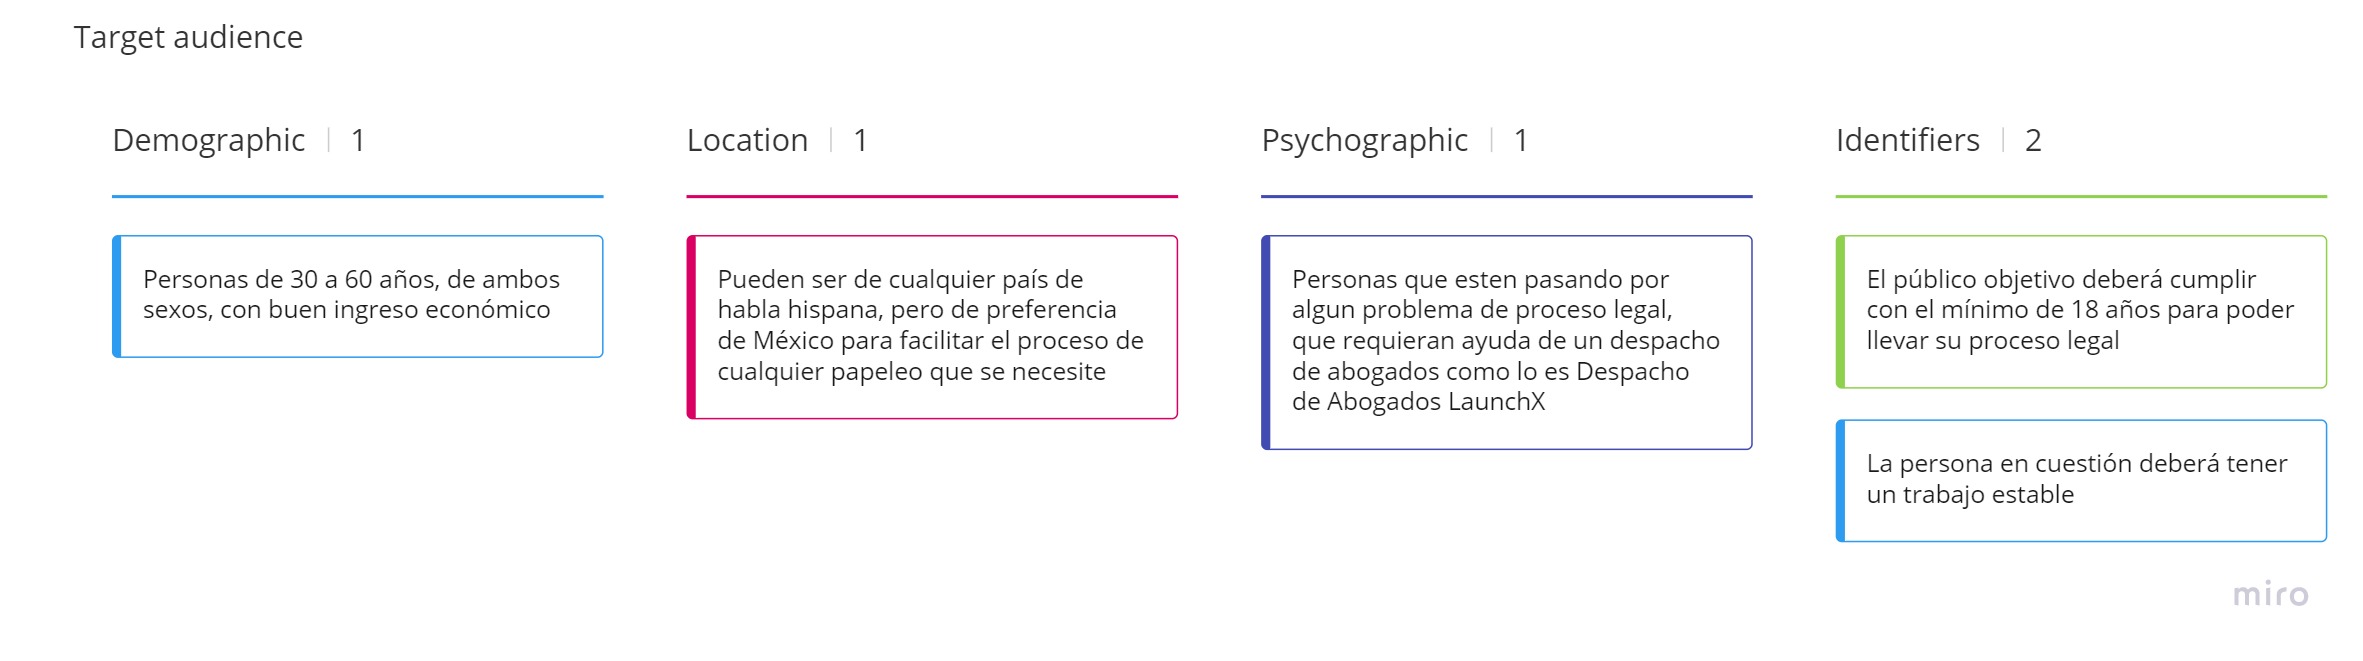 Target audience
Demographic | 1
Personas de 30 a 60 años, de ambos
sexos, con buen ingreso económico
Location | 1
Pueden ser de cualquier país de
habla hispana, pero de preferencia
de México para facilitar el proceso de
cualquier papeleo que se necesite
Psychographic | 1
Personas que esten pasando por
algun problema de proceso legal,
que requieran ayuda de un despacho
de abogados como lo es Despacho
de Abogados LaunchX
Identifiers | 2
El público objetivo deberá cumplir
con el mínimo de 18 años para poder
llevar su proceso legal
La persona en cuestión deberá tener
un trabajo estable
miro